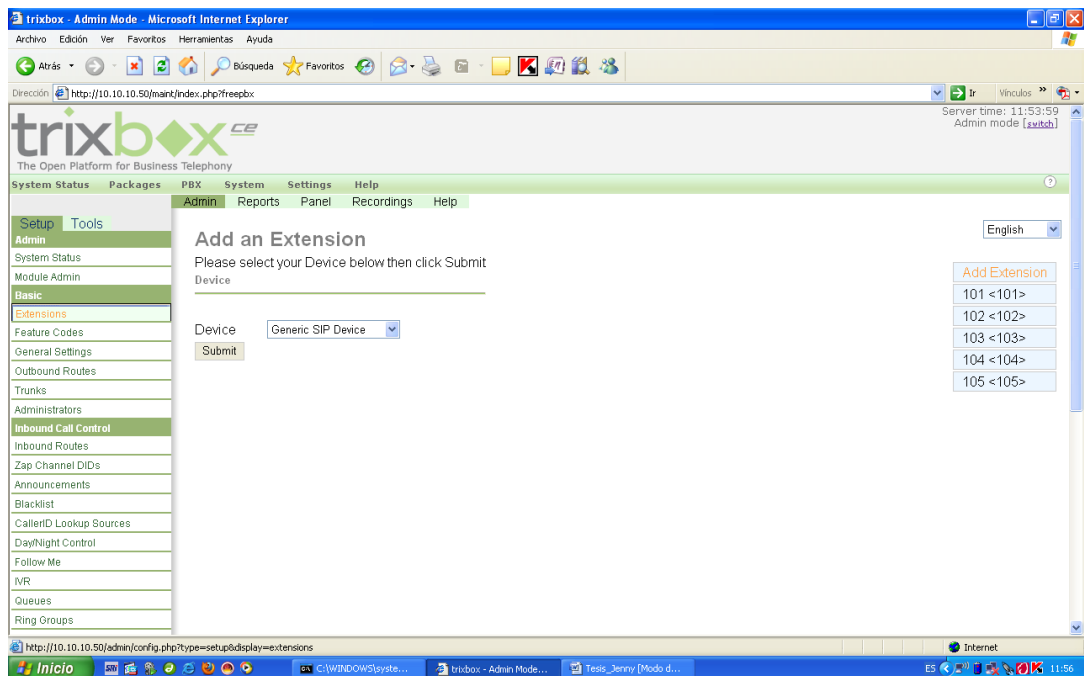 trixbox - Admin Mode - Microsoft Internet Explorer
Archivo Edición Ver Favoritos Herramientas Ayuda
Atrás Búsqueda Favoritos
Dirección http://10.10.10.50/maint/index.php?freepbx Ir Vínculos »
trixbox ce
The Open Platform for Business Telephony
Server time: 11:53:59
Admin mode [switch]
System Status Packages PBX System Settings Help
Admin Reports Panel Recordings Help
Setup Tools
English
Admin
System Status
Module Admin
Basic
Extensions
Feature Codes
General Settings
Outbound Routes
Trunks
Administrators
Inbound Call Control
Inbound Routes
Zap Channel DIDs
Announcements
Blacklist
CallerID Lookup Sources
Day/Night Control
Follow Me
IVR
Queues
Ring Groups
Add an Extension
Please select your Device below then click Submit
Device
Device Generic SIP Device
Submit
Add Extension
101 <101>
102 <102>
103 <103>
104 <104>
105 <105>
http://10.10.10.50/admin/config.php?type=setup&display=extensions Internet
Inicio C:\WINDOWS\syste... trixbox - Admin Mode... Tesis_Jenny [Modo d... ES 11:56